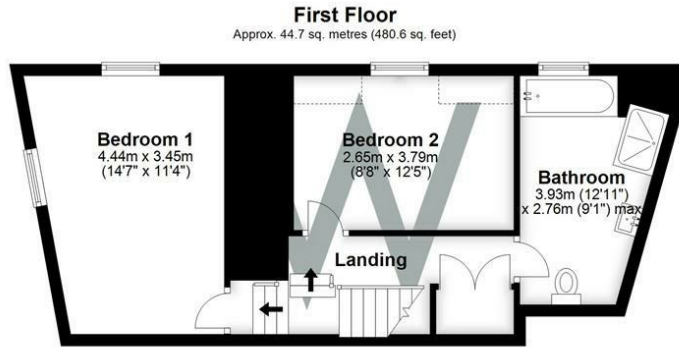 First Floor
Approx. 44.7 sq. metres (480.6 sq. feet)
Bedroom 1
4.44m x 3.45m
(14'7" x 11'4")
Bedroom 2
2.65m x 3.79m
(8'8" x 12'5")
Bathroom
3.93m (12'11")
x 2.76m (9'1") max
Landing